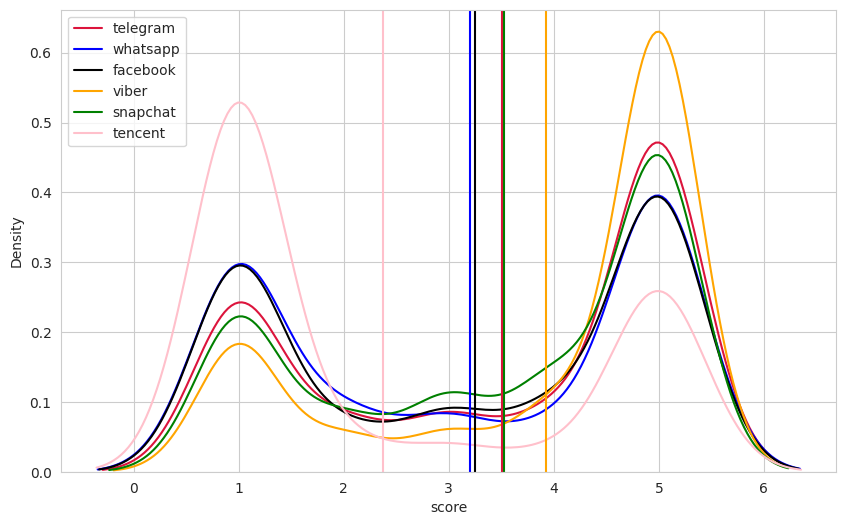 telegram
whatsapp
facebook
viber
snapchat
tencent
Density
0.6
0.5
0.4
0.3
0.2
0.1
0.0
0 1 2 3 4 5 6
score